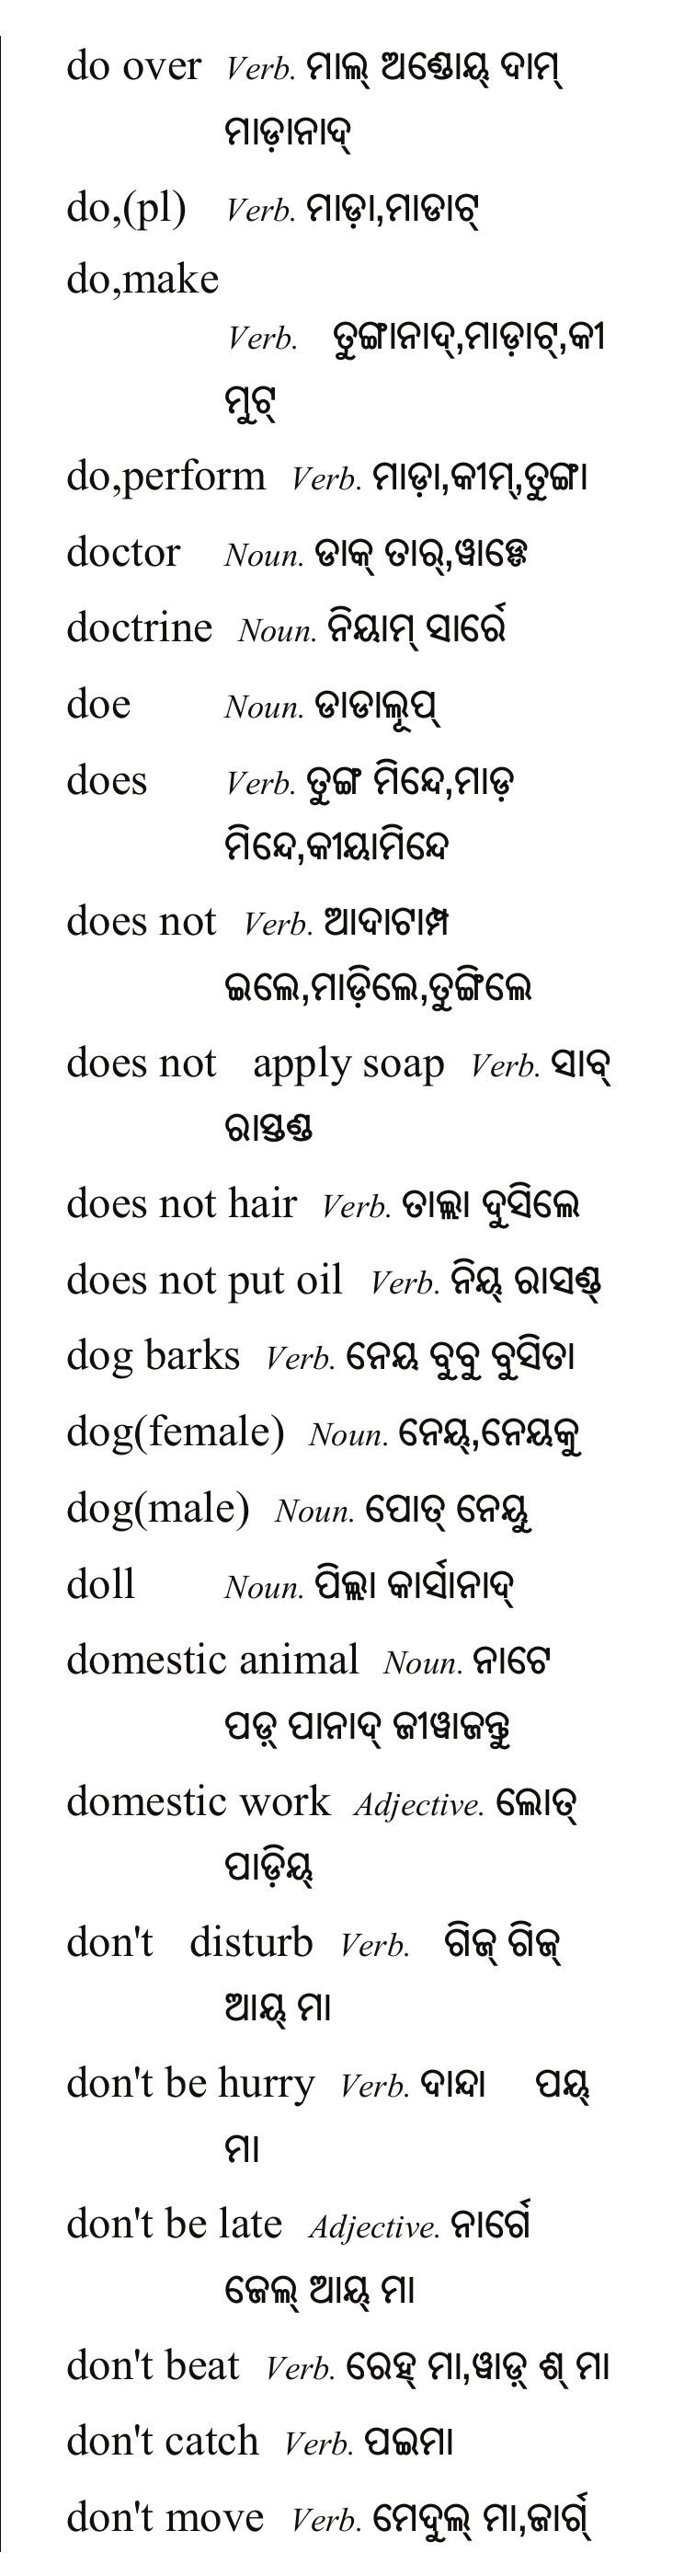 do over Verb. ମାଲ୍ ଅଣ୍ଡୋୟ୍ ଦାମ୍
ମାଡ଼ାନାଦ୍
do,(pl) Verb. ମାଡ଼ା,ମାଡାଟ୍
do,make
Verb. ତୁଙ୍ଗାନାଦ୍,ମାଡ଼ାଟ୍,କୀ
ମୁଟ୍
do,perform Verb. ମାଡ଼ା,କୀମ୍,ତୁଙ୍ଗା
doctor Noun. ଡାକ୍ ତାର୍,ୱାଡ୍ଡେ
doctrine Noun. ନିୟାମ୍ ସାର୍ରେ
doe Noun. ଡାଡାଲୂପ୍
does Verb. ତୁଙ୍ଗ ମିନ୍ଦେ,ମାଡ଼
ମିନ୍ଦେ,କୀୟାମିନ୍ଦେ
does not Verb. ଆଦାଟାମ୍ପ
ଇଲେ,ମାଡ଼ିଲେ,ତୁଙ୍ଗିଲେ
does not apply soap Verb. ସାବ୍
ରାସ୍ତଣ୍ଡ
does not hair Verb. ତାଲ୍ଲା ଦୁସିଲେ
does not put oil Verb. ନିୟ୍ ରାସଣ୍ଡ୍
dog barks Verb. ନେୟ ବୁବୁ ବୁସିତା
dog(female) Noun. ନେୟ୍,ନେୟକୁ
dog(male) Noun. ପୋତ୍ ନେୟୁ
doll Noun. ପିଲ୍ଲା କାର୍ସାନାଦ୍
domestic animal Noun. ନାଟେ
ପଡ଼୍ ପାନାଦ୍ ଜୀୱାଜନ୍ତୁ
domestic work Adjective. ଲୋତ୍
ପାଡ଼ିୟ୍
don't disturb Verb. ଗିଜ୍ ଗିଜ୍
ଆୟ୍ ମା
don't be hurry Verb. ଦାନ୍ଦା ପୟ୍
ମା
don't be late Adjective. ନାର୍ଗେ
ଜେଲ୍ ଆୟ୍ ମା
don't beat Verb. ରେହ୍ ମା,ୱାଡ଼୍ ଶ୍ ମା
don't catch Verb. ପଇମା
don't move Verb. ମେଦୁଲ୍ ମା,ଜାର୍ଗ୍